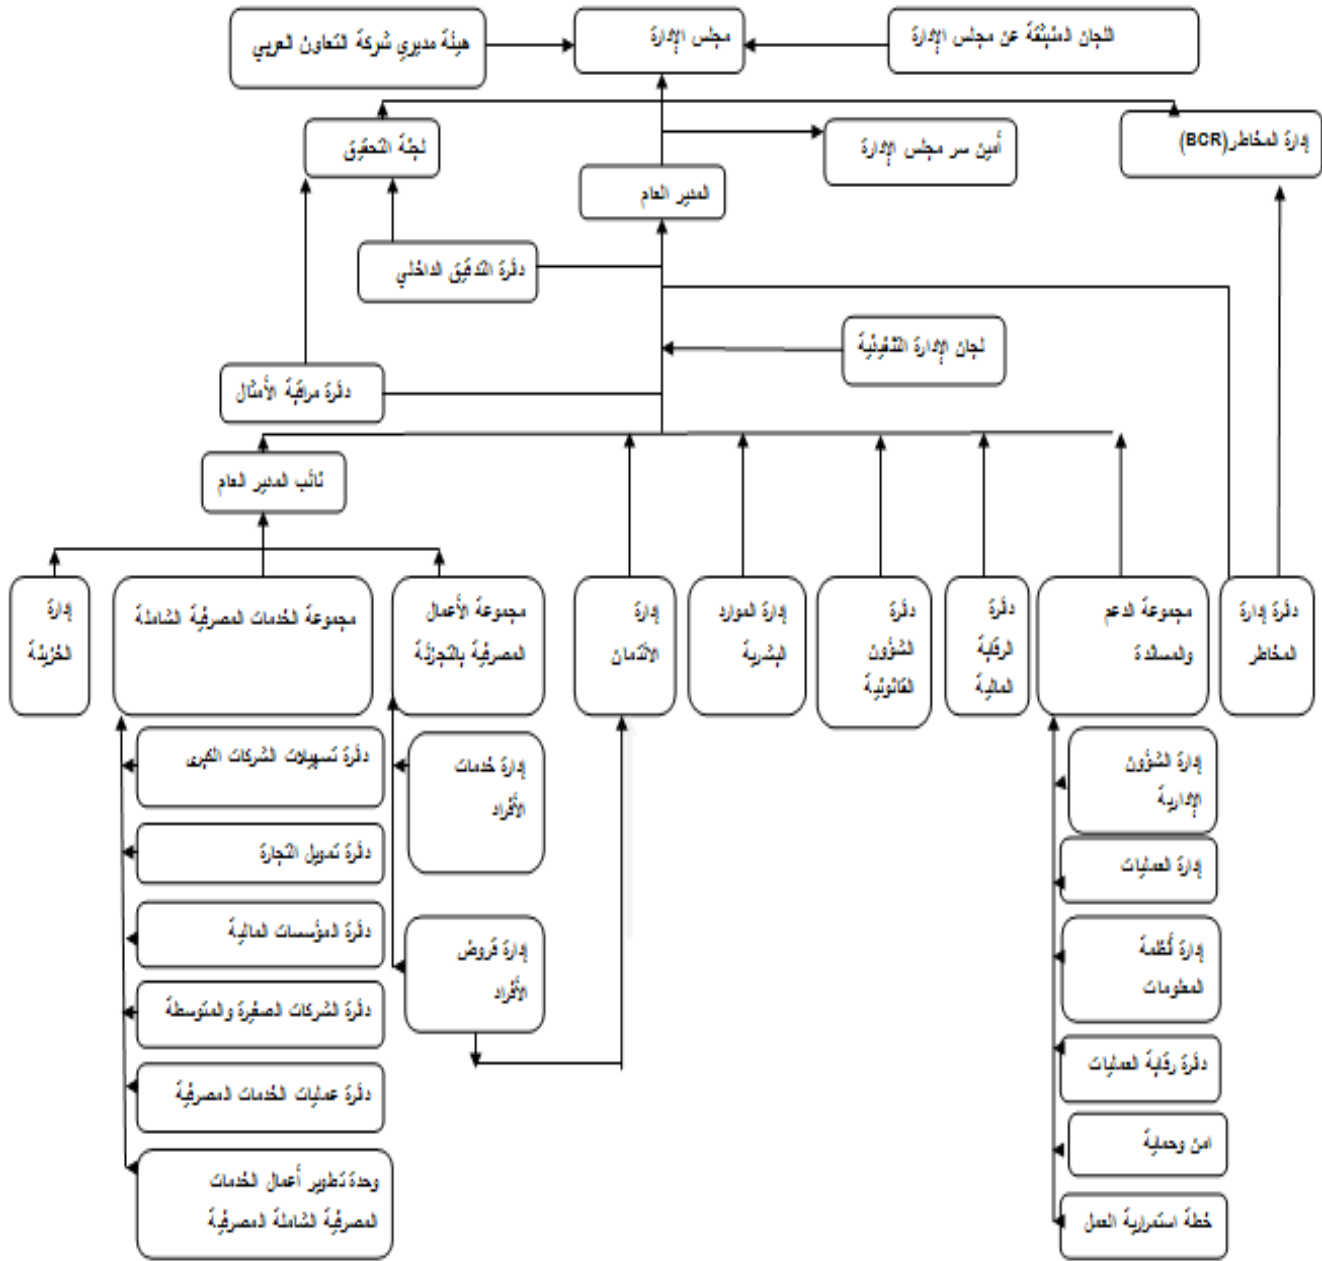 اللجان المنبثقة عن مجلس الإدارة
مجلس الإدارة
هيئة مديري شركة التعاون العربي
إدارة المخاطر(BCR)
أمين سر مجلس الإدارة
لجنة التحقيق
المدير العام
دائرة التدقيق الداخلي
لجان الإدارة التنفيذية
دائرة مراقبة الأمتثال
نائب المدير العام
دائرة إدارة
المخاطر
مجموعة الدعم
والمساندة
دائرة
الرقابة
المالية
دائرة
الشؤون
القانونية
إدارة الموارد
البشرية
إدارة
الائتمان
مجموعة الأعمال
المصرفية بالتجزئة
مجموعة الخدمات المصرفية الشاملة
إدارة
الخزينة
إدارة الشؤون
الإدارية
إدارة العمليات
إدارة أنظمة
المعلومات
دائرة رقابة العمليات
امن وحماية
خطة استمرارية العمل
إدارة خدمات
الأفراد
إدارة قروض
الأفراد
دائرة تسهيلات الشركات الكبرى
دائرة تمويل التجارة
دائرة المؤسسات المالية
دائرة الشركات الصغيرة والمتوسطة
دائرة عمليات الخدمات المصرفية
وحدة تطوير أعمال الخدمات
المصرفية الشاملة المصرفية